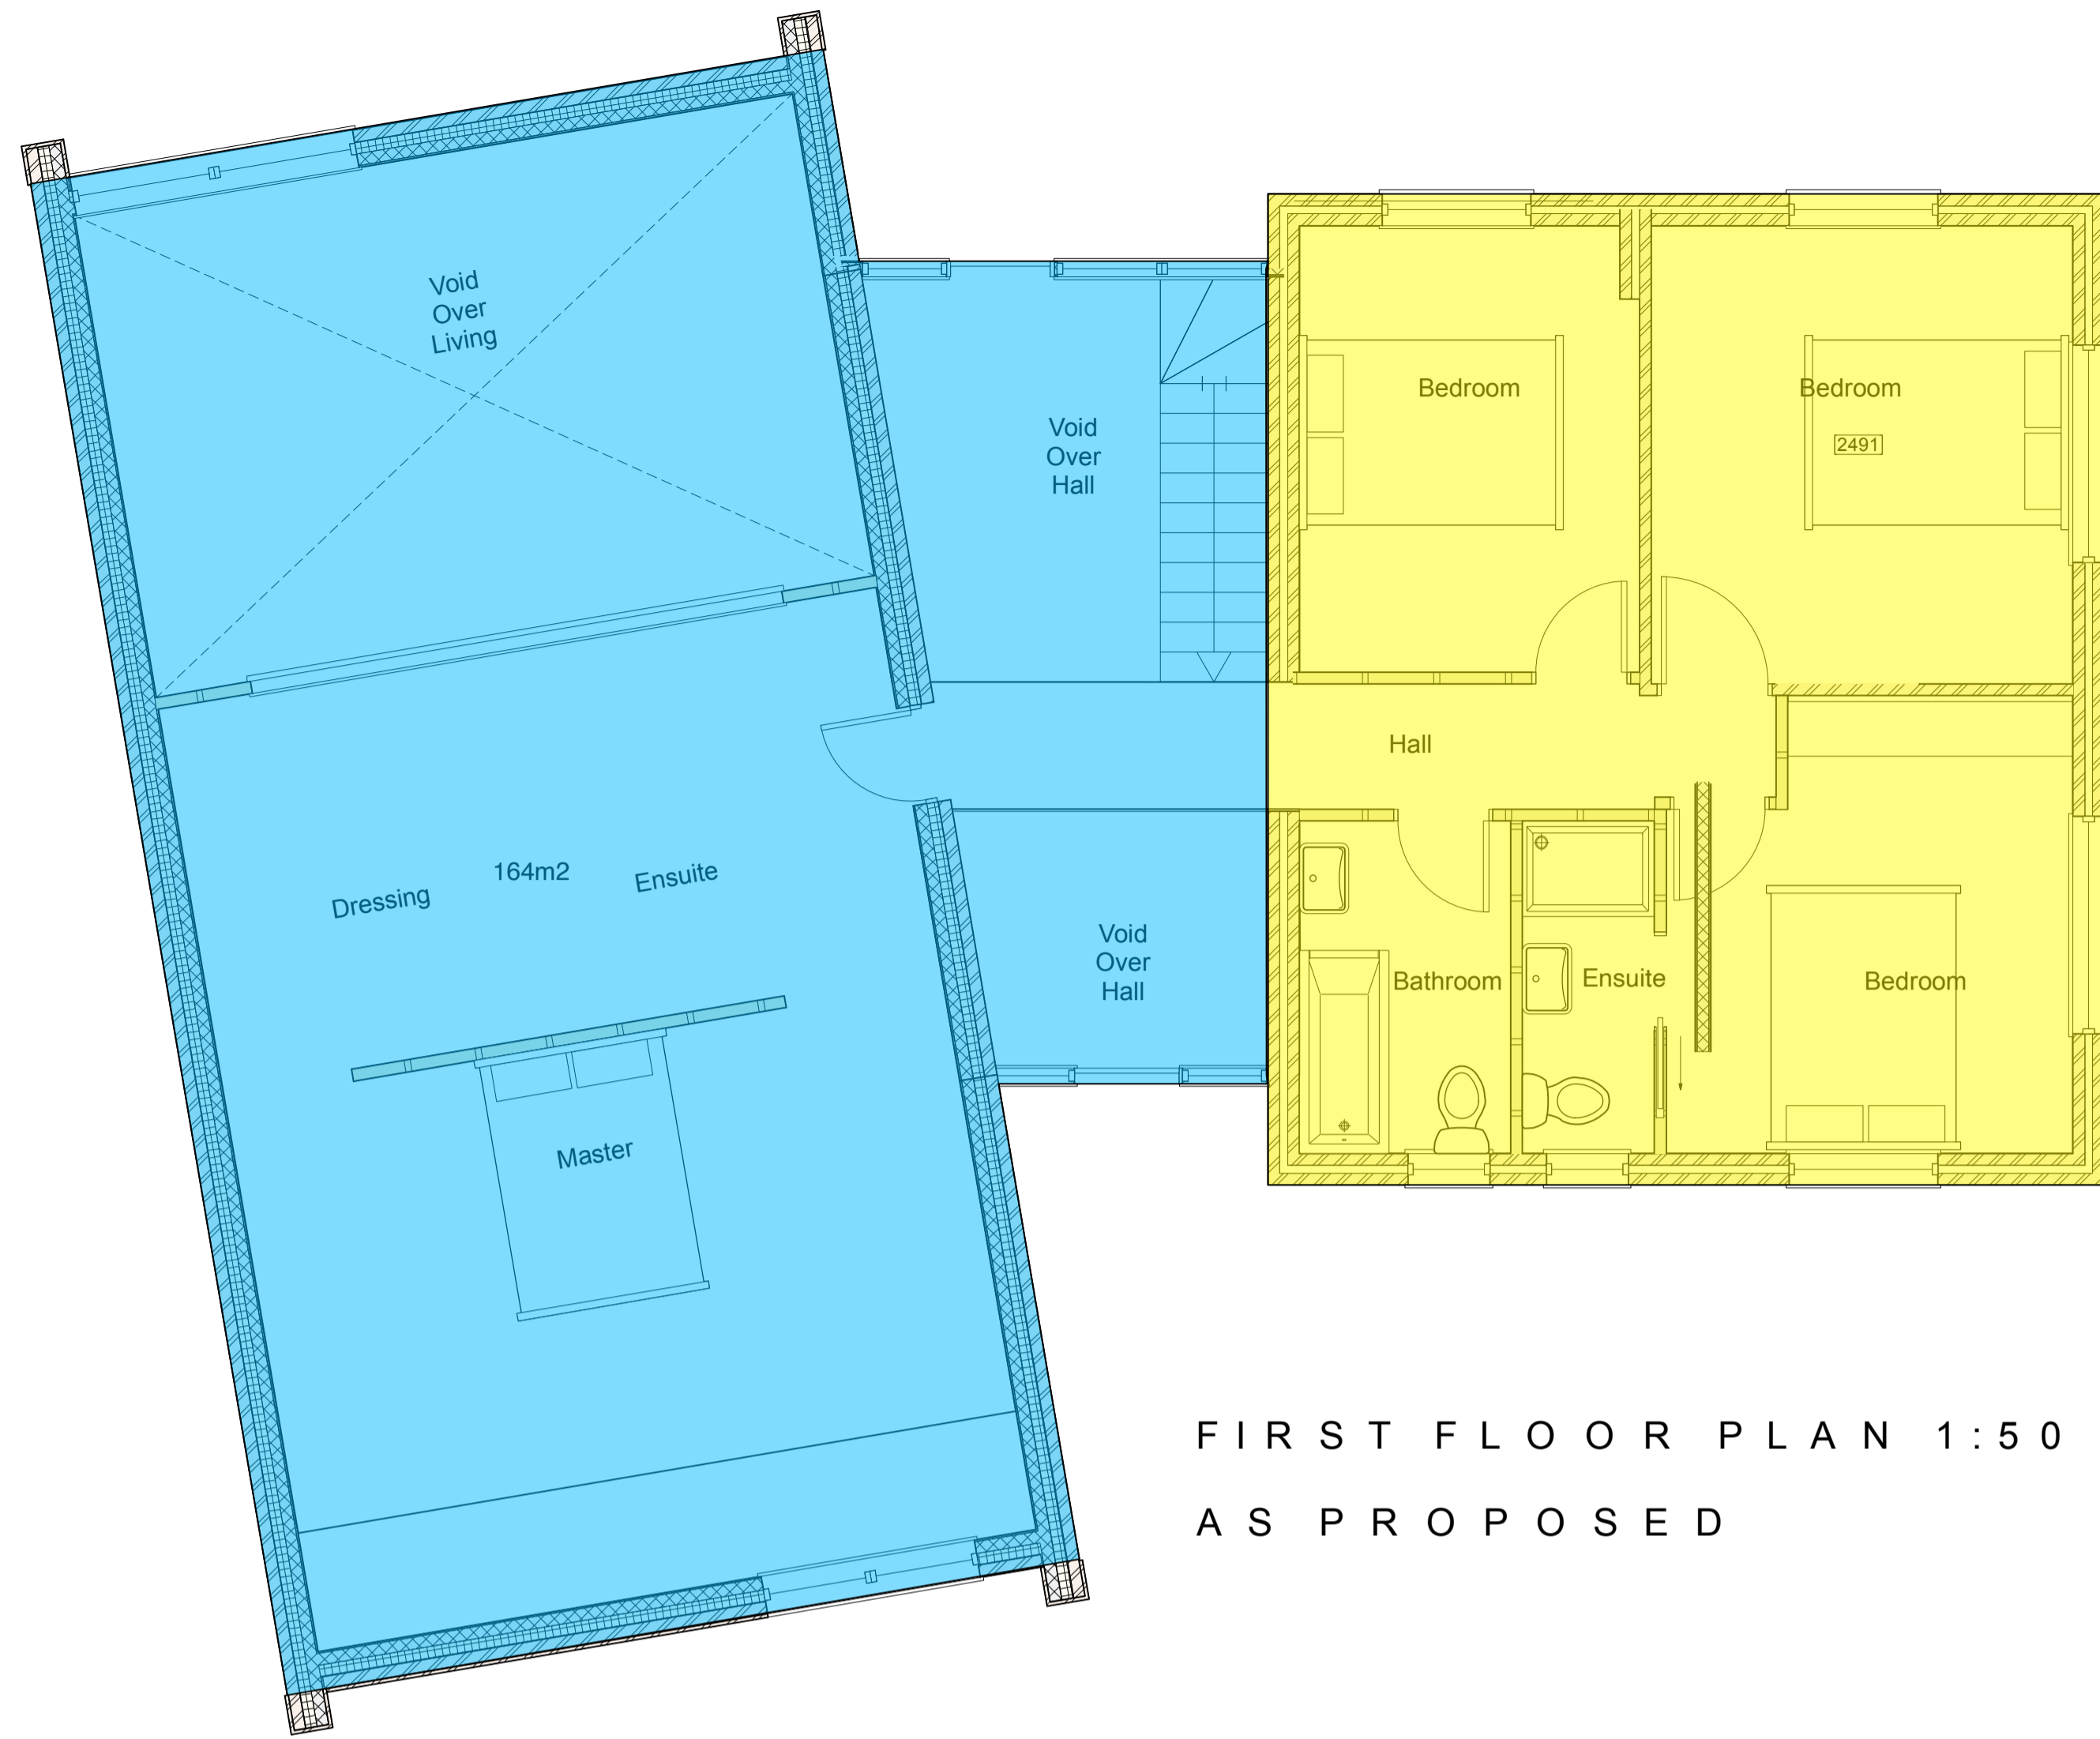 Void
Over
Living
Void
Over
Hall
Bedroom
Bedroom
2491
Hall
Dressing
164m2
Ensuite
Void
Over
Hall
Bathroom
Ensuite
Bedroom
Master
FIRST FLOOR PLAN 1:50
AS PROPOSED